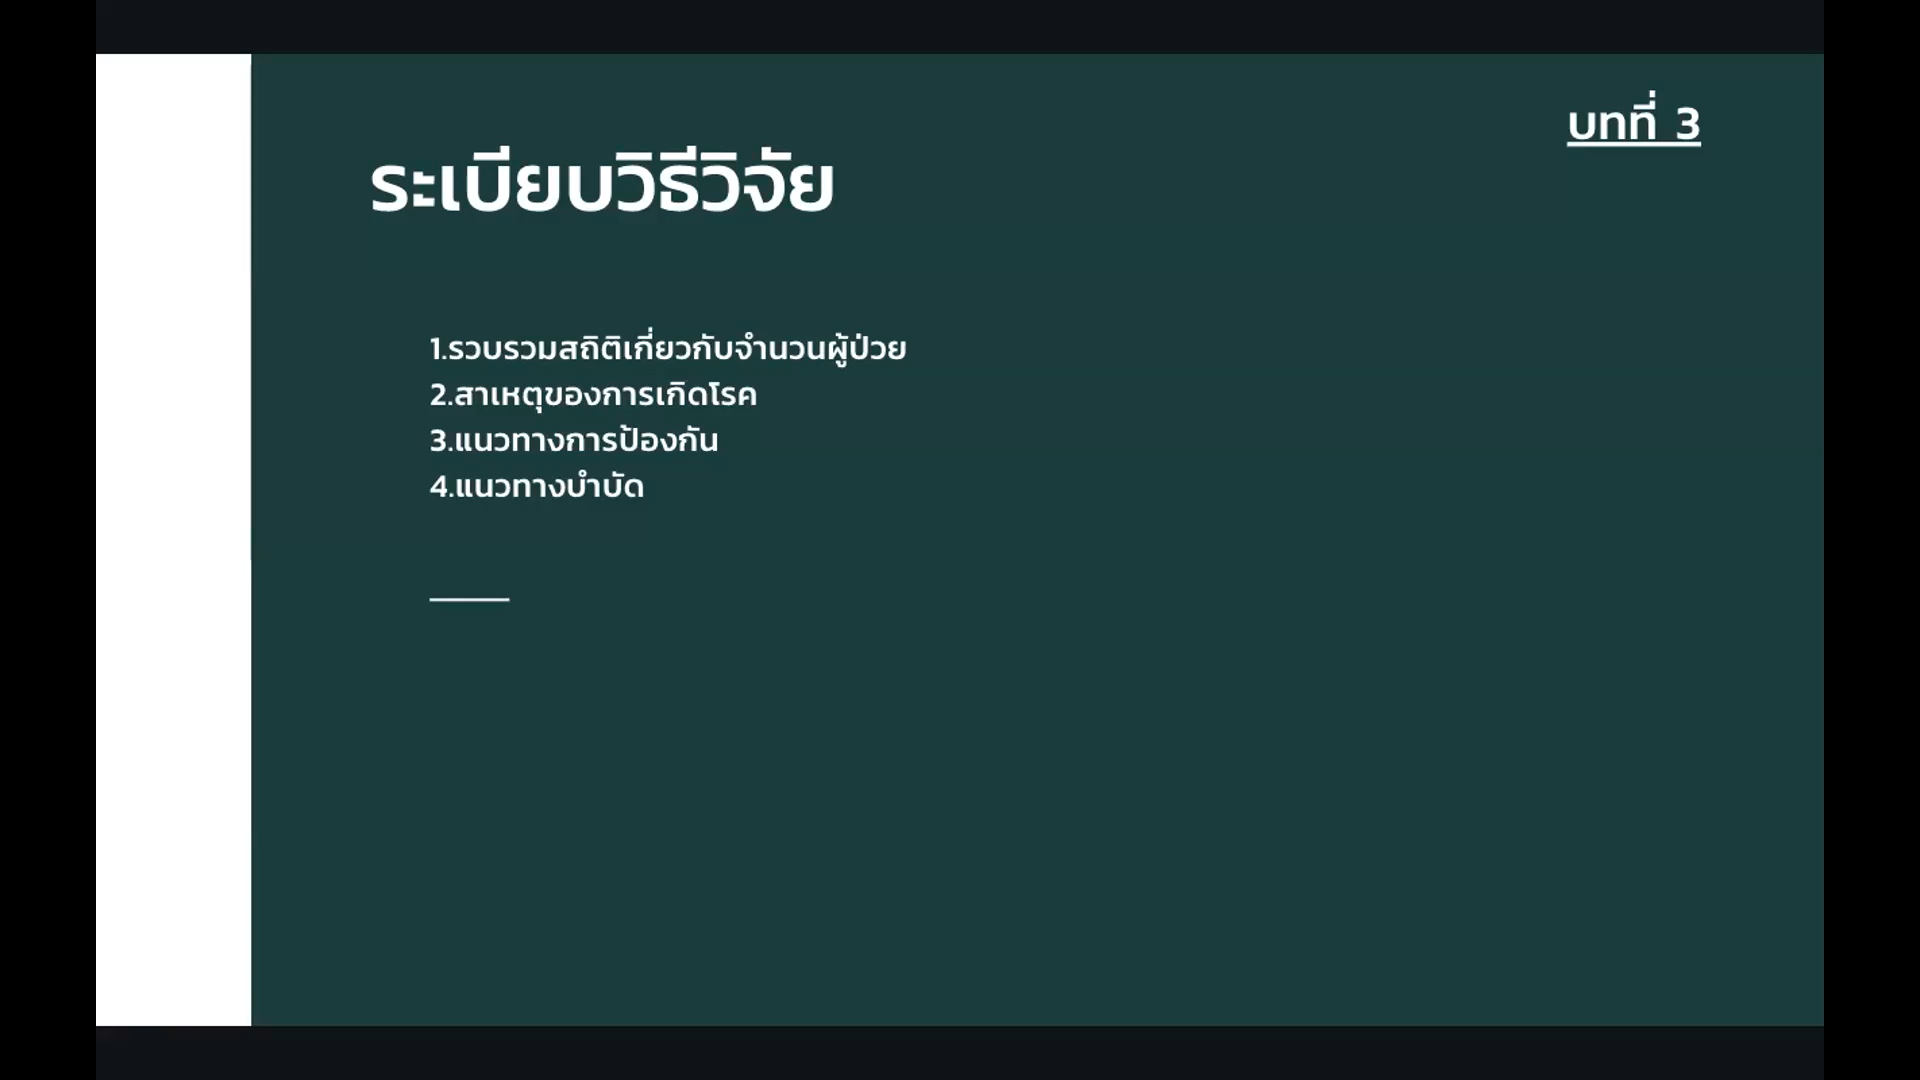 บทที่ 3
ระเบียบวิธีวิจัย
1.รวบรวมสถิติเกี่ยวกับจำนวนผู้ป่วย
2.สาเหตุของการเกิดโรค
3.แนวทางการป้องกัน
4.แนวทางบำบัด